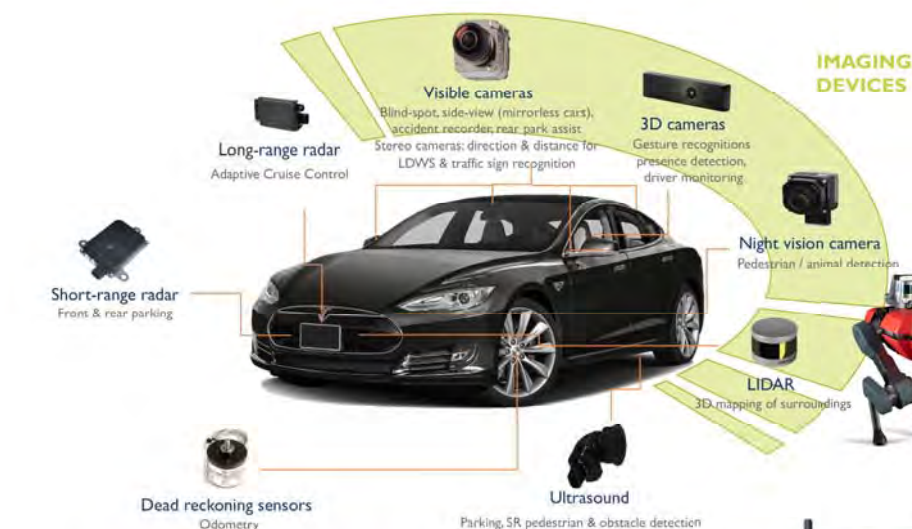 IMAGING
DEVICES
Visible cameras
Blind-spot, side-view (mirrorless cars),
accident recorder, rear park assist
Stereo cameras: direction & distance for
LDWS & traffic sign recognition
3D cameras
Gesture recognitions
presence detection,
driver monitoring
Long-range radar
Adaptive Cruise Control
Night vision camera
Pedestrian / animal detection
Short-range radar
Front & rear parking
LIDAR
3D mapping of surroundings
Dead reckoning sensors
Odometry
Ultrasound
Parking, SR pedestrian & obstacle detection